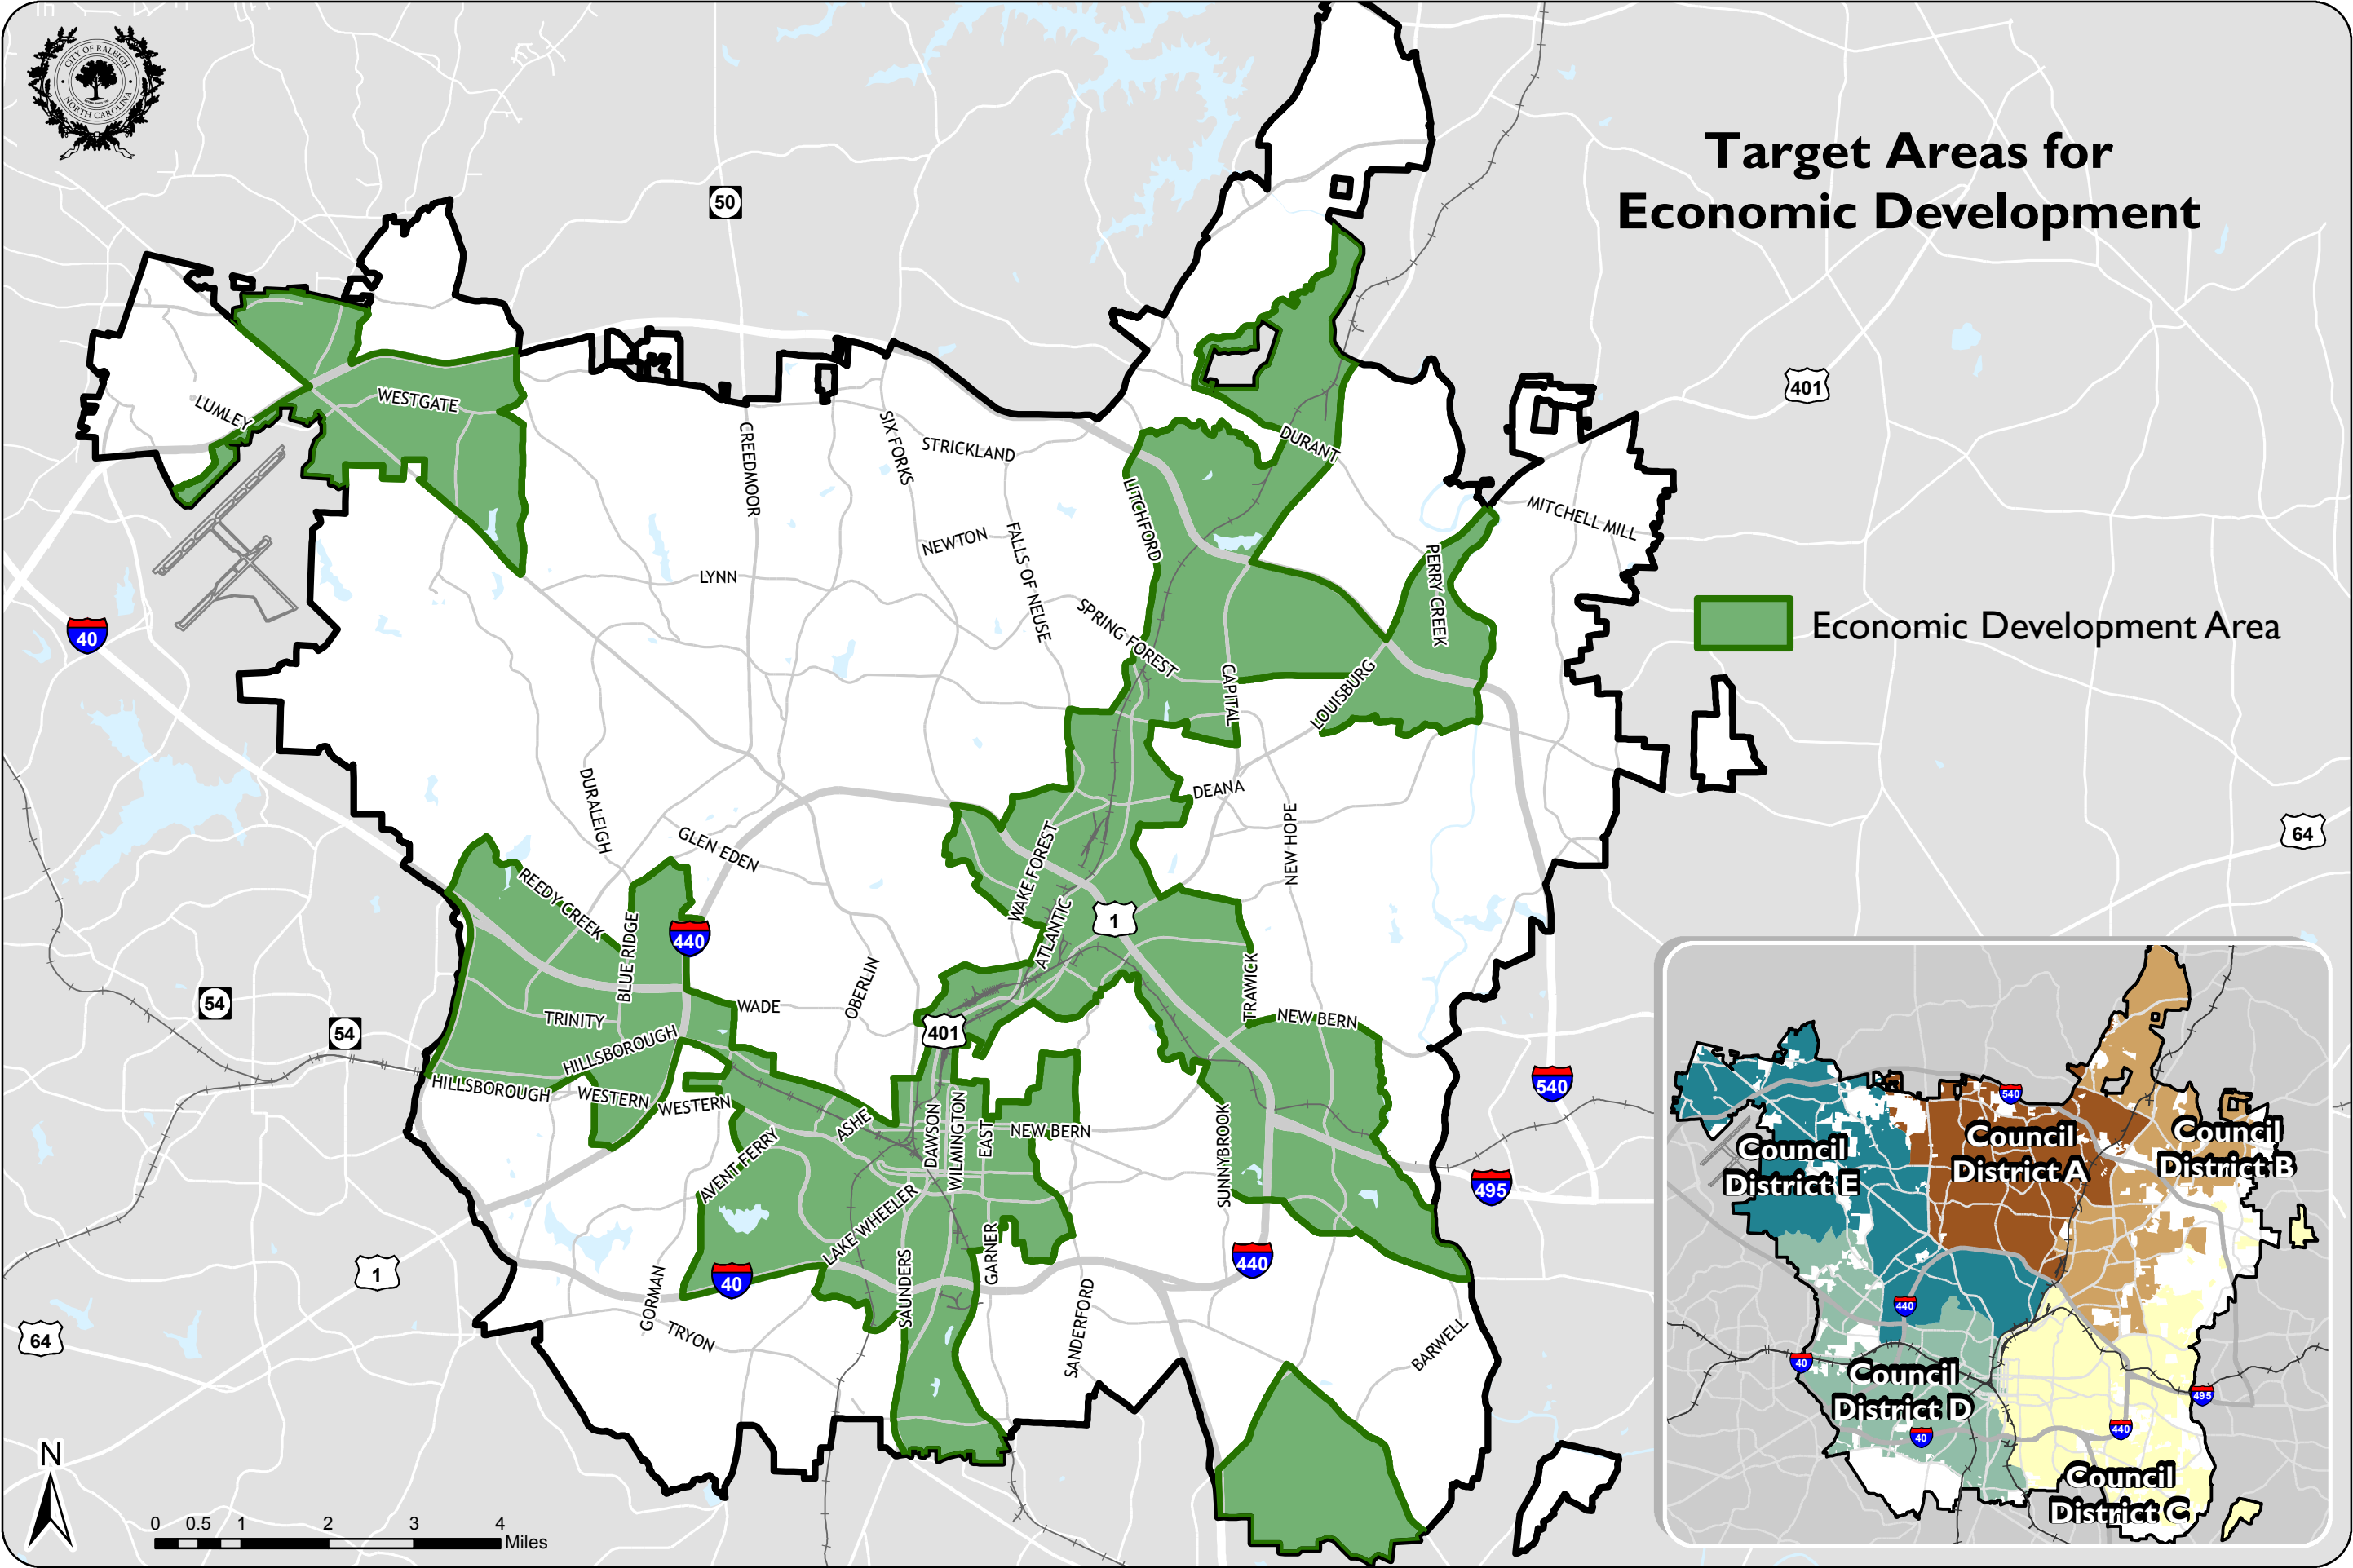 CITY OF RALEIGH
NORTH CAROLINA
Target Areas for
Economic Development
50
401
WESTGATE
LUMLEY
CREEDMOOR
SIX FORKS
STRICKLAND
DURANT
LITCHFORD
MITCHELL MILL
NEWTON
FALLS OF NEUSE
LYNN
PERRY CREEK
SPRING FOREST
40
Economic Development Area
CAPITAL
LOUISBURG
DURALEIGH
DEANA
GLEN EDEN
WAKE FOREST
NEW HOPE
64
REEDY CREEK
BLUE RIDGE
440
ATLANTIC
1
OBERLIN
TRAWICK
54
54
TRINITY
WADE
401
NEW BERN
HILLSBOROUGH
HILLSBOROUGH
WESTERN
WESTERN
540
ASHE
DAWSON
WILMINGTON
EAST
NEW BERN
SUNNYBROOK
AVENT FERRY
495
LAKE WHEELER
GARNER
1
40
440
SAUNDERS
GORMAN
TRYON
SANDERFORD
BARWELL
64
N
0 0.5 1 2 3 4
Miles
540
Council
District A
Council
District B
Council
District E
440
40
Council
District D
40
495
440
Council
District C